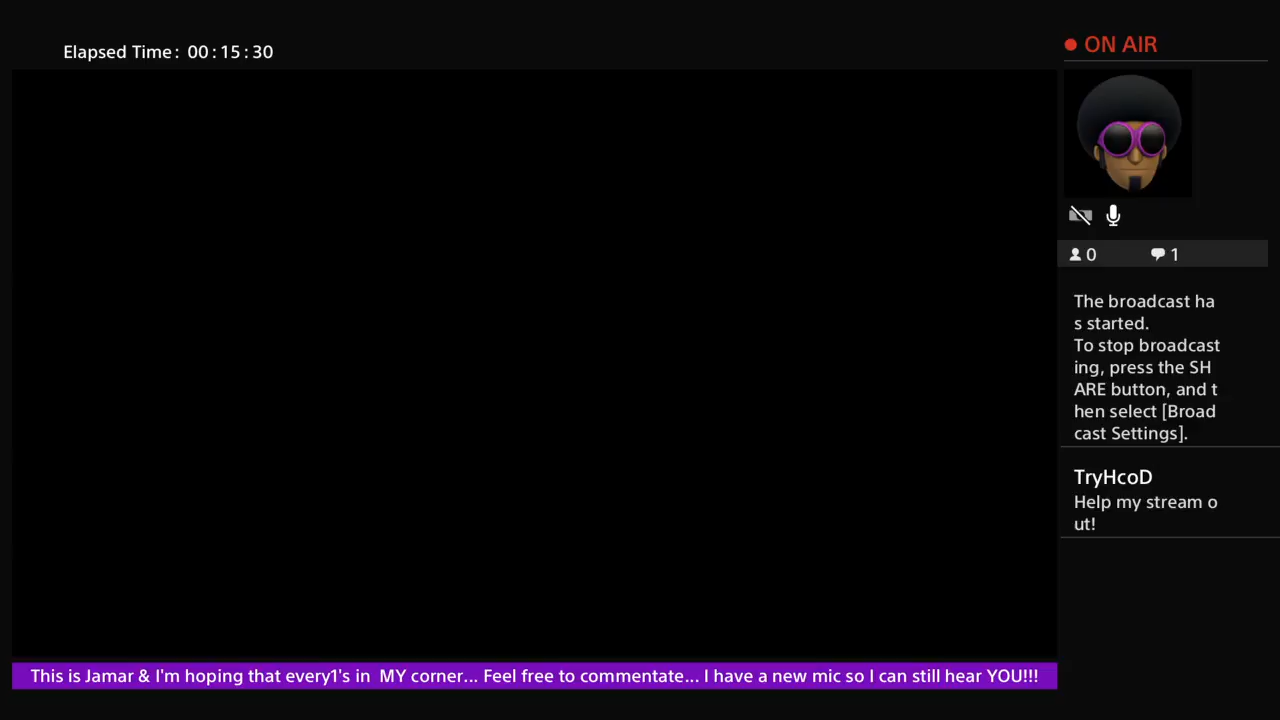 Elapsed Time: 00:15:30
ON AIR
0 1
The broadcast ha
s started.
To stop broadcast
ing, press the SH
ARE button, and t
hen select [Broad
cast Settings].
TryHcoD
Help my stream o
ut!
This is Jamar & I'm hoping that every1's in  MY corner... Feel free to commentate... I have a new mic so I can still hear YOU!!!